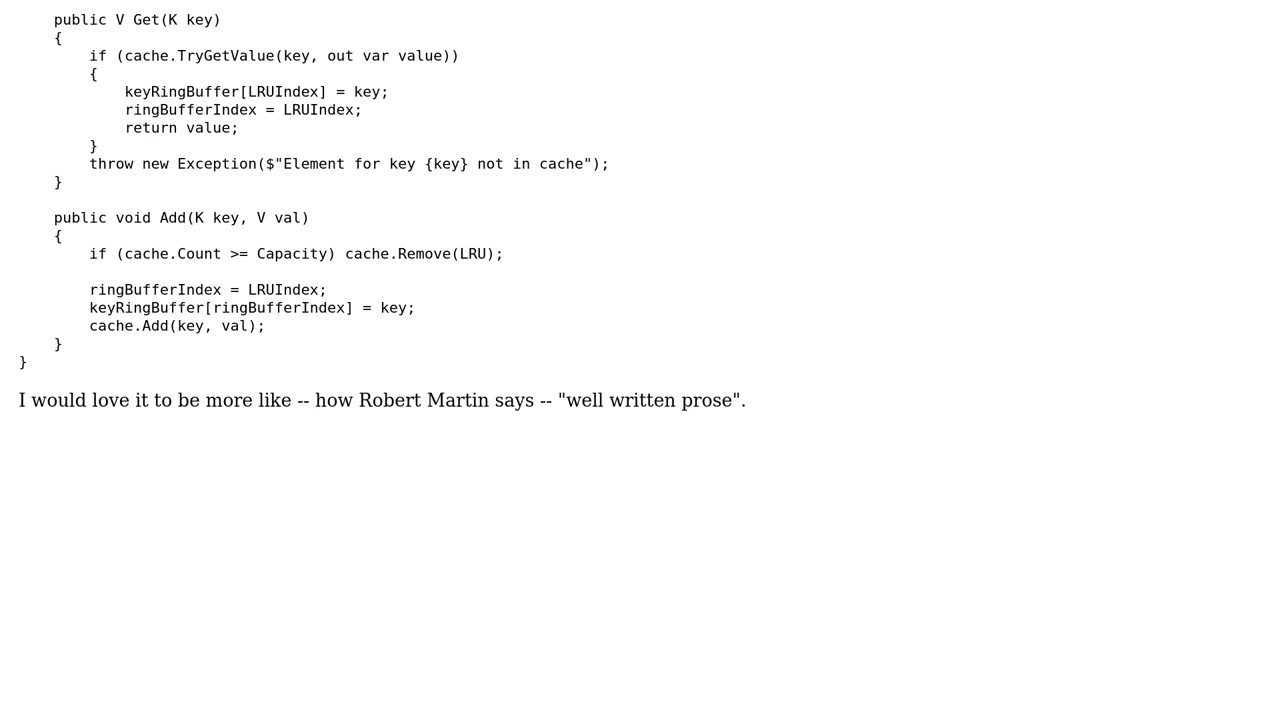 public V Get(K key)
{
if (cache.TryGetValue(key, out var value))
{
keyRingBuffer[LRUIndex] = key;
ringBufferIndex = LRUIndex;
return value;
}
throw new Exception($"Element for key {key} not in cache");
}
public void Add(K key, V val)
{
if (cache.Count >= Capacity) cache.Remove(LRU);
ringBufferIndex = LRUIndex;
keyRingBuffer[ringBufferIndex] = key;
cache.Add(key, val);
}
}
I would love it to be more like -- how Robert Martin says -- "well written prose".